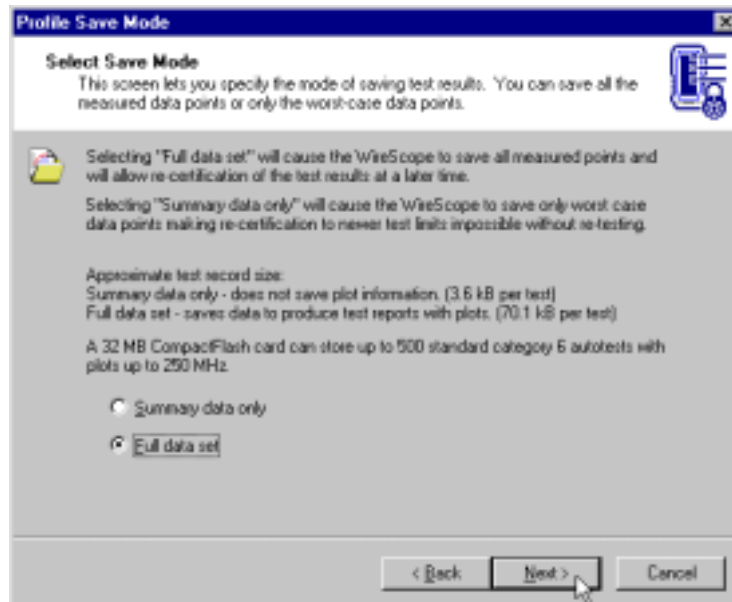 Profile Save Mode
Select Save Mode
This screen lets you specify the mode of saving test results. You can save all the
measured data points or only the worst-case data points.
Selecting "Full data set" will cause the WireScope to save all measured points and
will allow re-certification of the test results at a later time.
Selecting "Summary data only" will cause the WireScope to save only worst case
data points making re-certification to newer test limits impossible without re-testing.
Approximate test record size:
Summary data only - does not save plot information. (3.6 kB per test)
Full data set - saves data to produce test reports with plots. (70.1 kB per test)
A 32 MB CompactFlash card can store up to 500 standard category 6 autotests with
plots up to 250 MHz.
Summary data only
Full data set
< Back
Next >
Cancel